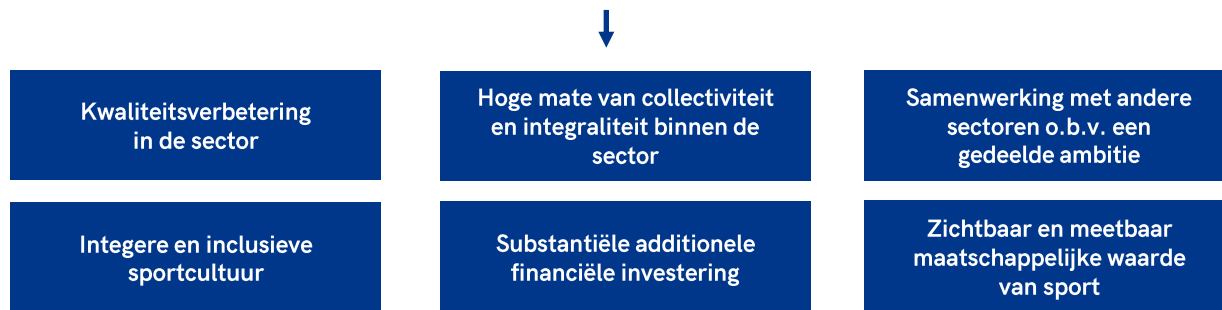 Kwaliteitsverbetering
in de sector
Hoge mate van collectiviteit
en integraliteit binnen de
sector
Samenwerking met andere
sectoren o.b.v. een
gedeelde ambitie
Integere en inclusieve
sportcultuur
Substantiële additionele
financiële investering
Zichtbaar en meetbaar
maatschappelijke waarde
van sport